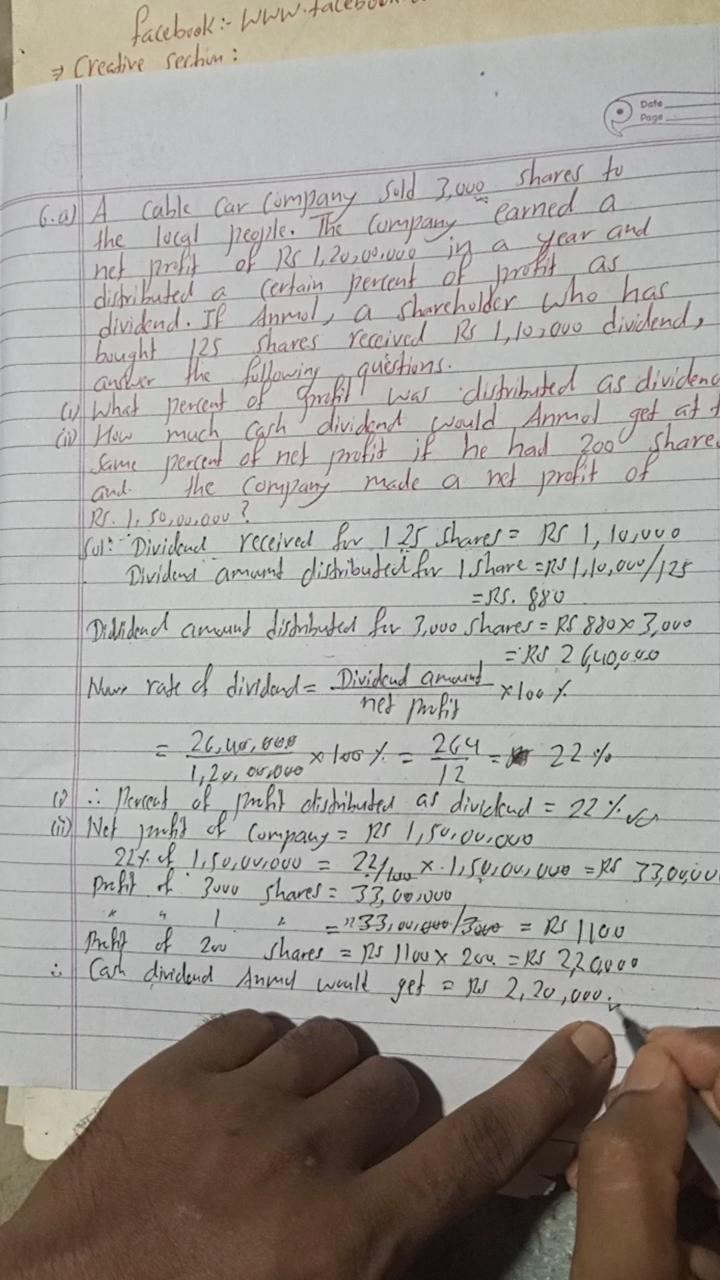 facebook:- www.facebook.
⇒ Creative section:
Date
Page
6.a) A cable car company sold 3,000 shares to
the local people. The company earned a
net profit of Rs 1,20,00,000 in a year and
distributed a certain percent of profit as
dividend. If Anmol, a shareholder who has
bought 125 shares received Rs 1,10,000 dividend,
answer the following questions.
(i) What percent of profit was distributed as dividend
(ii) How much cash dividend would Anmol get at t
same percent of net profit if he had 200 share
and the company made a net profit of
Rs. 1,50,00,000?
Sol: Dividend received for 125 shares = Rs 1,10,000
Dividend amount distributed for 1 share = Rs 1,10,000/125
= Rs. 880
Didvidend amount distributed for 3,000 shares = Rs 880 x 3,000
= Rs 26,40,000
Now rate of dividend = Dividend amount / net profit × 100 %
= 26,40,000 / 1,20,00,000 × 100 % = 264 / 12 = 22 %
(i) ∴ Percent of profit distributed as dividend = 22 %
(ii) Net profit of company = Rs 1,50,00,000
22% of 1,50,00,000 = 22/100 × 1,50,00,000 = Rs 33,00,00
Profit of 3000 shares = 33,00,000
" " 1 " = "33,00,000/3000 = Rs 1100
Profit of 200 shares = Rs 1100 × 200 = Rs 2,20,000
∴ Cash dividend Anmol would get = Rs 2,20,000.